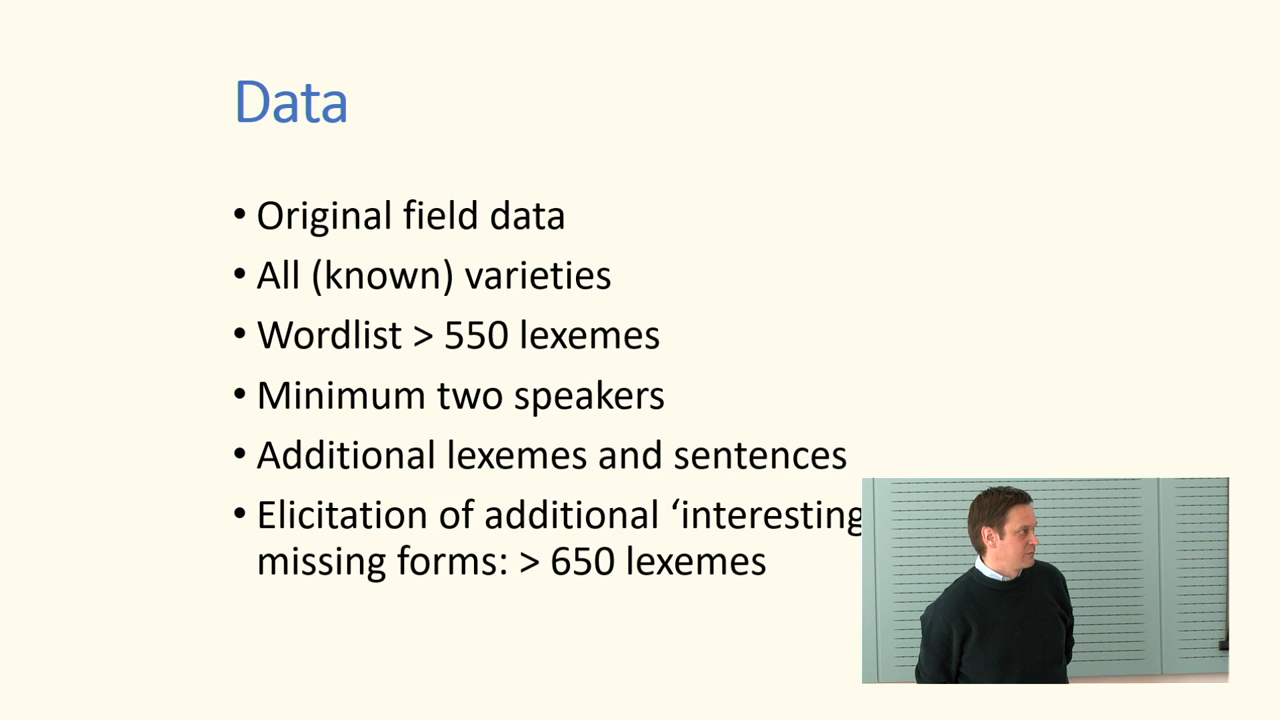 Data
• Original field data
• All (known) varieties
• Wordlist > 550 lexemes
• Minimum two speakers
• Additional lexemes and sentences
• Elicitation of additional ‘interesting
missing forms: > 650 lexemes